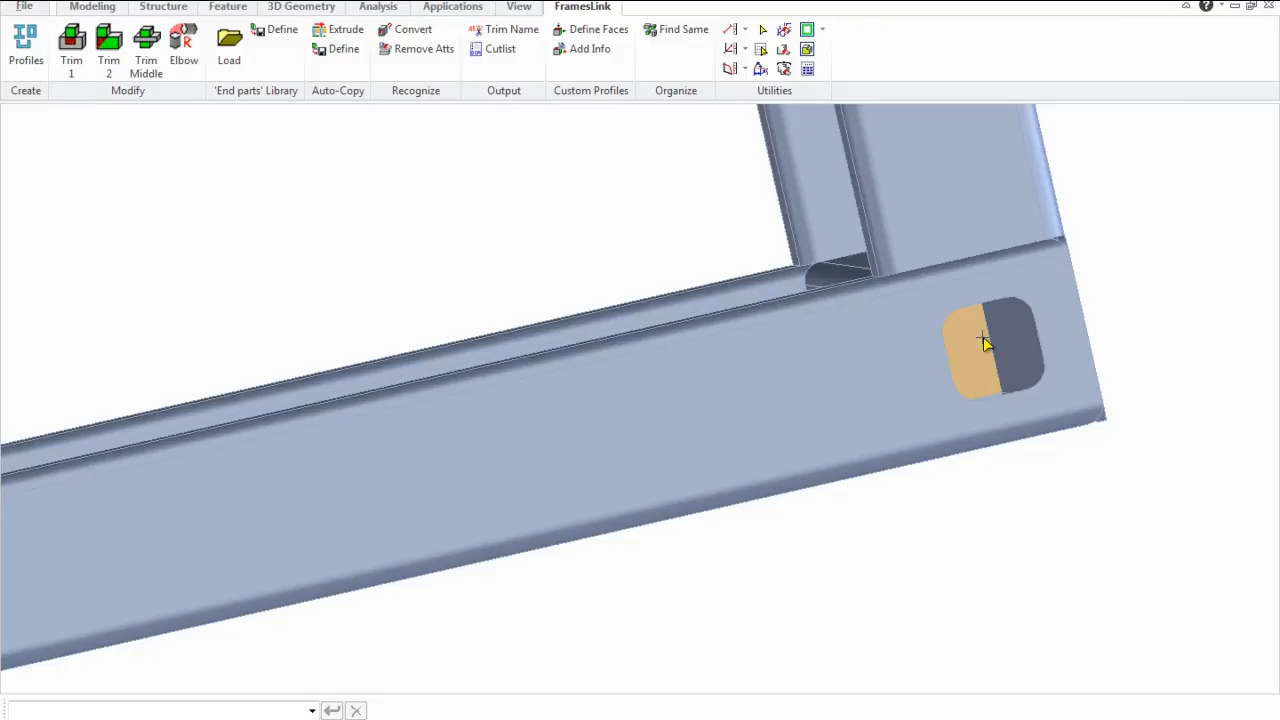 File Modeling Structure Feature 3D Geometry Analysis Applications View FramesLink
Define Extrude Convert Trim Name Define Faces Find Same
Define Remove Atts Cutlist Add Info
Profiles Trim 1 Trim 2 Trim Middle Elbow Load
Create Modify 'End parts' Library Auto-Copy Recognize Output Custom Profiles Organize Utilities